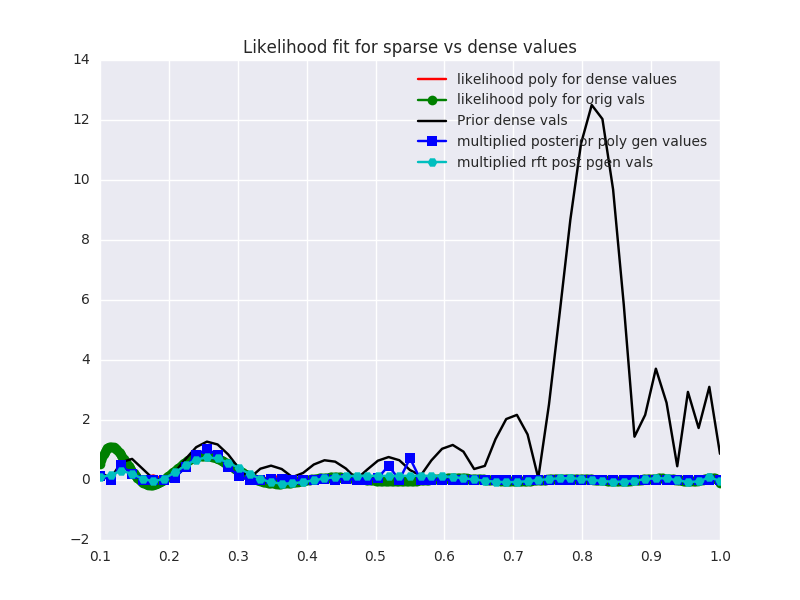 Likelihood fit for sparse vs dense values
14
12
10
8
6
4
2
0
−2
0.1 0.2 0.3 0.4 0.5 0.6 0.7 0.8 0.9 1.0
likelihood poly for dense values
likelihood poly for orig vals
Prior dense vals
multiplied posterior poly gen values
multiplied rft post pgen vals